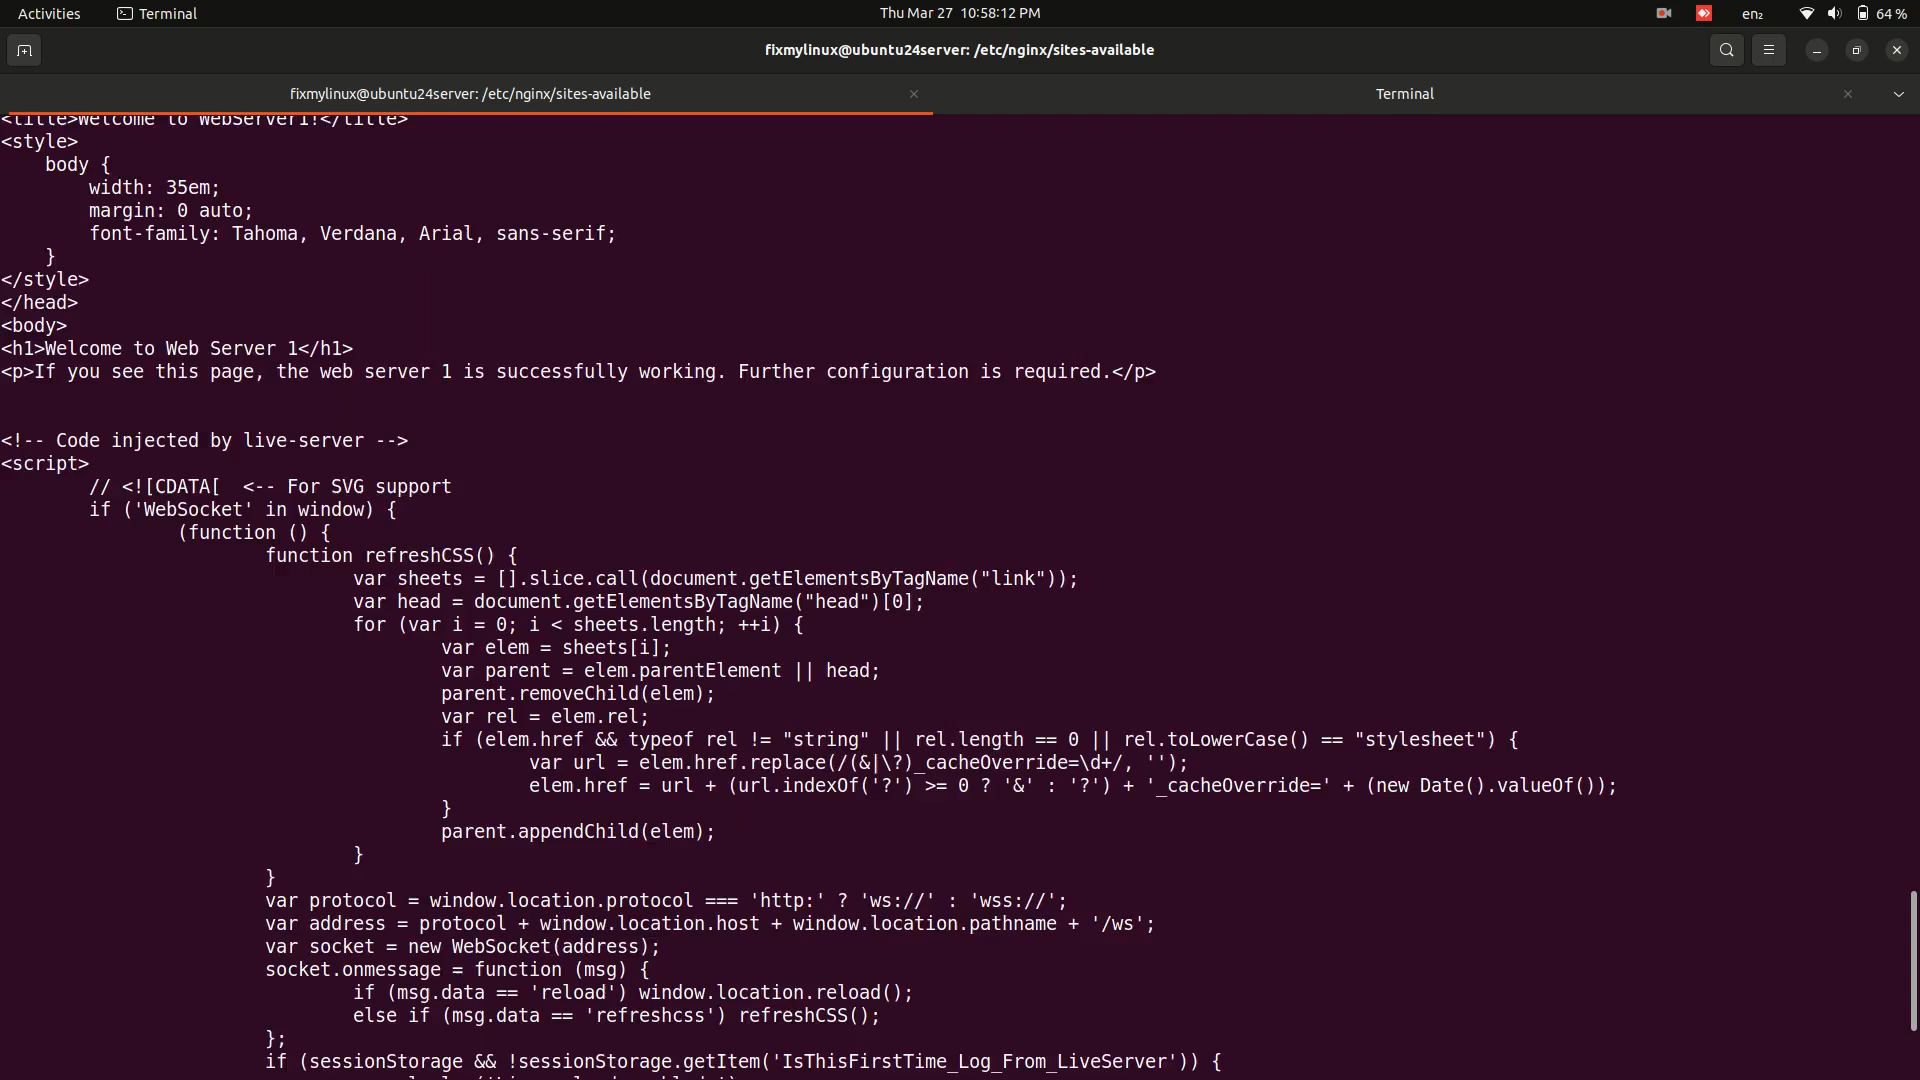 Activities
Terminal
Thu Mar 27 10:58:12 PM
en₂
64 %
fixmylinux@ubuntu24server: /etc/nginx/sites-available
fixmylinux@ubuntu24server: /etc/nginx/sites-available
Terminal
<title>Welcome to WebServer1!</title>
<style>
    body {
        width: 35em;
        margin: 0 auto;
        font-family: Tahoma, Verdana, Arial, sans-serif;
    }
</style>
</head>
<body>
<h1>Welcome to Web Server 1</h1>
<p>If you see this page, the web server 1 is successfully working. Further configuration is required.</p>
<!-- Code injected by live-server -->
<script>
        // <![CDATA[  <-- For SVG support
        if ('WebSocket' in window) {
                (function () {
                        function refreshCSS() {
                                var sheets = [].slice.call(document.getElementsByTagName("link"));
                                var head = document.getElementsByTagName("head")[0];
                                for (var i = 0; i < sheets.length; ++i) {
                                        var elem = sheets[i];
                                        var parent = elem.parentElement || head;
                                        parent.removeChild(elem);
                                        var rel = elem.rel;
                                        if (elem.href && typeof rel != "string" || rel.length == 0 || rel.toLowerCase() == "stylesheet") {
                                                var url = elem.href.replace(/(&|\?)_cacheOverride=\d+/, '');
                                                elem.href = url + (url.indexOf('?') >= 0 ? '&' : '?') + '_cacheOverride=' + (new Date().valueOf());
                                        }
                                        parent.appendChild(elem);
                                }
                        }
                        var protocol = window.location.protocol === 'http:' ? 'ws://' : 'wss://';
                        var address = protocol + window.location.host + window.location.pathname + '/ws';
                        var socket = new WebSocket(address);
                        socket.onmessage = function (msg) {
                                if (msg.data == 'reload') window.location.reload();
                                else if (msg.data == 'refreshcss') refreshCSS();
                        };
                        if (sessionStorage && !sessionStorage.getItem('IsThisFirstTime_Log_From_LiveServer')) {